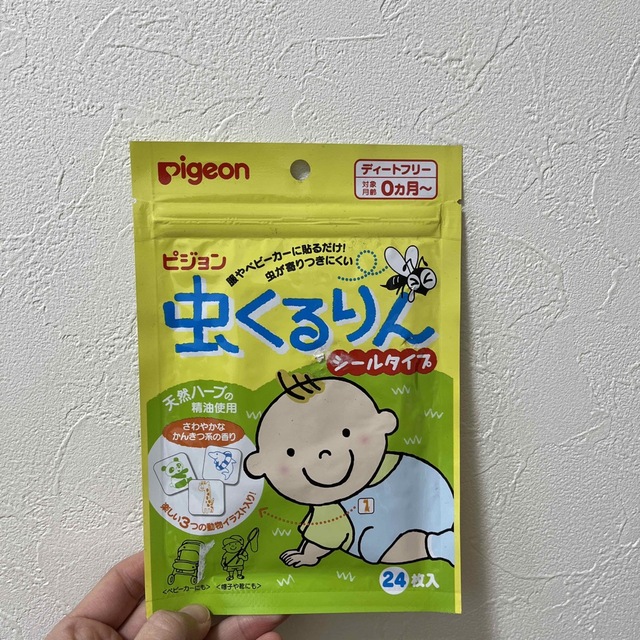 Pigeon
ディートフリー
対象月齢 0ヵ月〜
ピジョン
服やベビーカーに貼るだけ!
虫が寄りつきにくい
虫くるりん
シールタイプ
天然ハーブの
精油使用
さわやかな
かんきつ系の香り
楽しい3つの動物イラスト入り!
<ベビーカーにも>
<帽子や靴にも>
24枚入